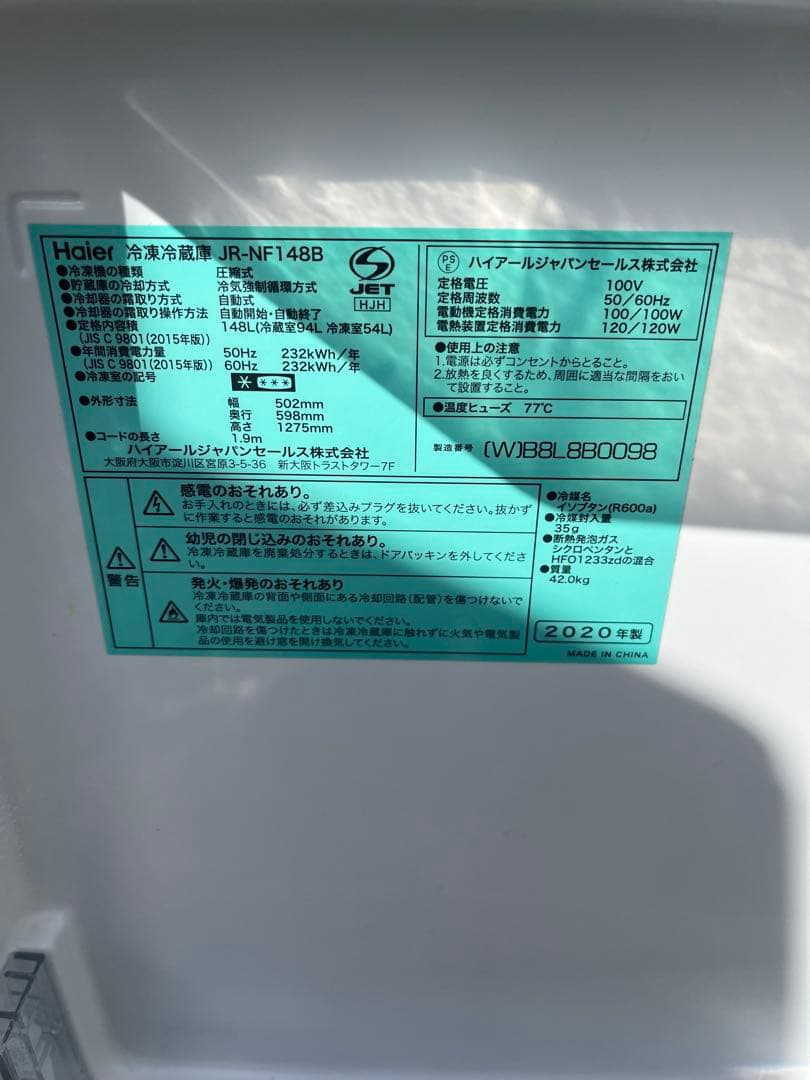 Haier 冷凍冷蔵庫 JR-NF148B
●冷凍機の種類 圧縮式
●貯蔵庫の冷却方式 冷気強制循環方式
●冷却器の霜取り方式 自動式
●冷却器の霜取り操作方法 自動開始・自動終了
●定格内容積 148L(冷蔵室94L 冷凍室54L)
(JIS C 9801(2015年版))
●年間消費電力量 50Hz 232kWh/年
(JIS C 9801(2015年版)) 60Hz 232kWh/年
●冷凍室の記号
●外形寸法 幅 502mm
奥行 598mm
高さ 1275mm
●コードの長さ 1.9m
ハイアールジャパンセールス株式会社
大阪府大阪市淀川区宮原3-5-36 新大阪トラストタワー7F
JET
HJH
PSE ハイアールジャパンセールス株式会社
定格電圧 100V
定格周波数 50/60Hz
電動機定格消費電力 100/100W
電熱装置定格消費電力 120/120W
●使用上の注意
1.電源は必ずコンセントからとること。
2.放熱を良くするため、周囲に適当な間隔をおい
て設置すること。
●温度ヒューズ 77℃
製造番号 (W)B8L8B0098
警告
感電のおそれあり。
お手入れのときには、必ず差込みプラグを抜いてください。抜かず
に作業すると感電のおそれがあります。
幼児の閉じ込みのおそれあり。
冷凍冷蔵庫を廃棄処分するときは、ドアパッキンを外してくださ
い。
発火・爆発のおそれあり
冷凍冷蔵庫の背面や側面にある冷却回路(配管)を傷つけないで
ください。
庫内では電気製品を使用しないでください。
冷却回路を傷つけたときは冷凍冷蔵庫に触れずに火気や電気製
品の使用を避け窓を開け換気してください。
●冷媒名
イソブタン(R600a)
●冷媒封入量
35g
●断熱発泡ガス
シクロペンタンと
HFO1233zdの混合
●質量
42.0kg
2020年製
MADE IN CHINA